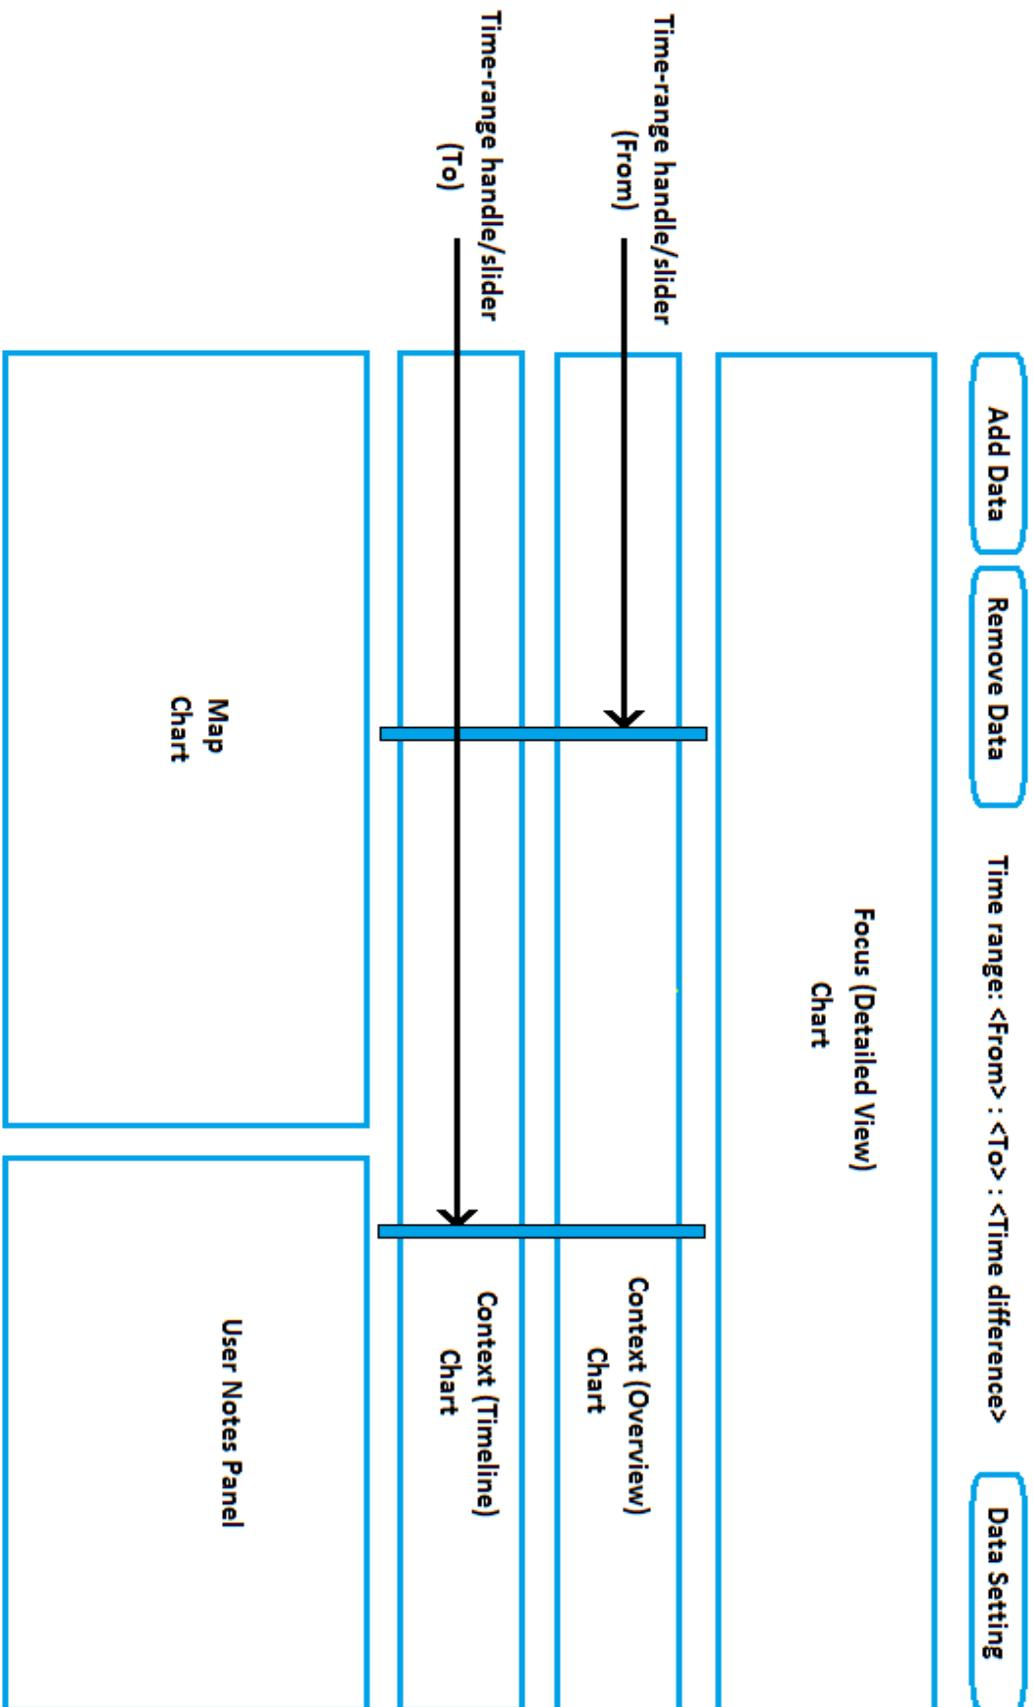 Add Data
Remove Data
Time range: <From> : <To> : <Time difference>
Data Setting
Focus (Detailed View)
Chart
Time-range handle/slider
(From)
Context (Overview)
Chart
Time-range handle/slider
(To)
Context (Timeline)
Chart
Map
Chart
User Notes Panel